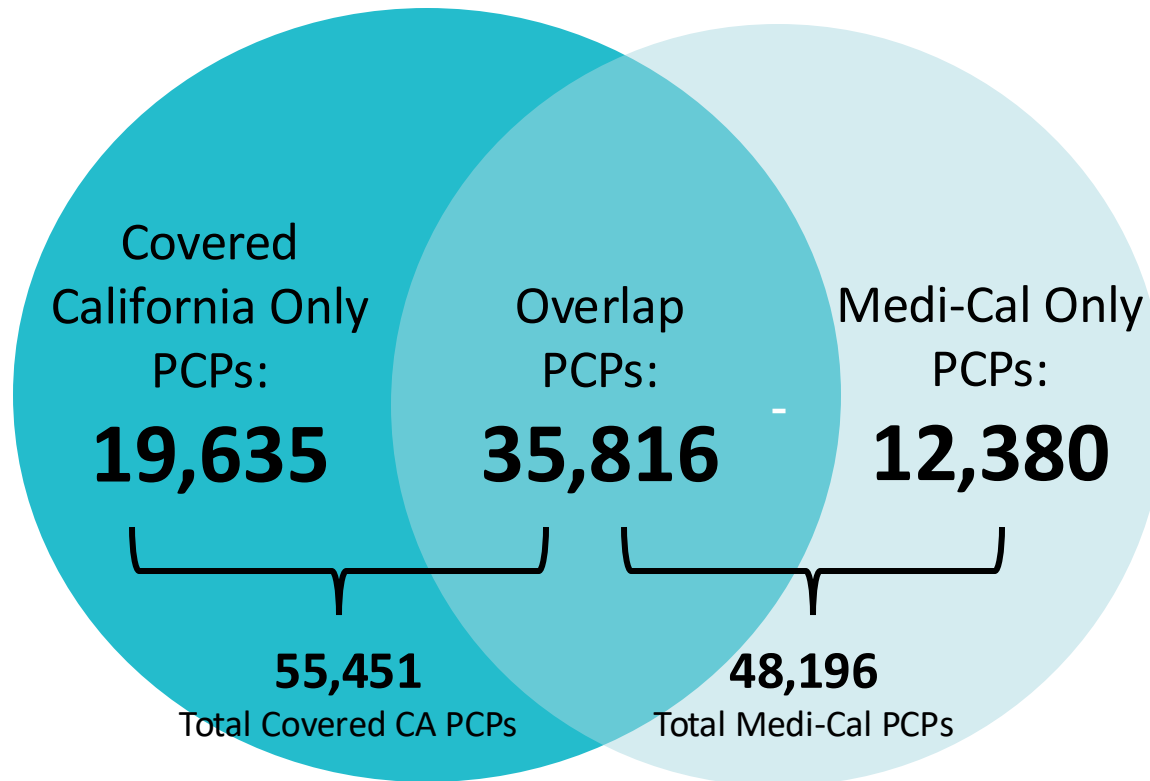 Covered
California Only
PCPs:
19,635
Overlap
PCPs:
35,816
-
Medi-Cal Only
PCPs:
12,380
55,451
Total Covered CA PCPs
48,196
Total Medi-Cal PCPs